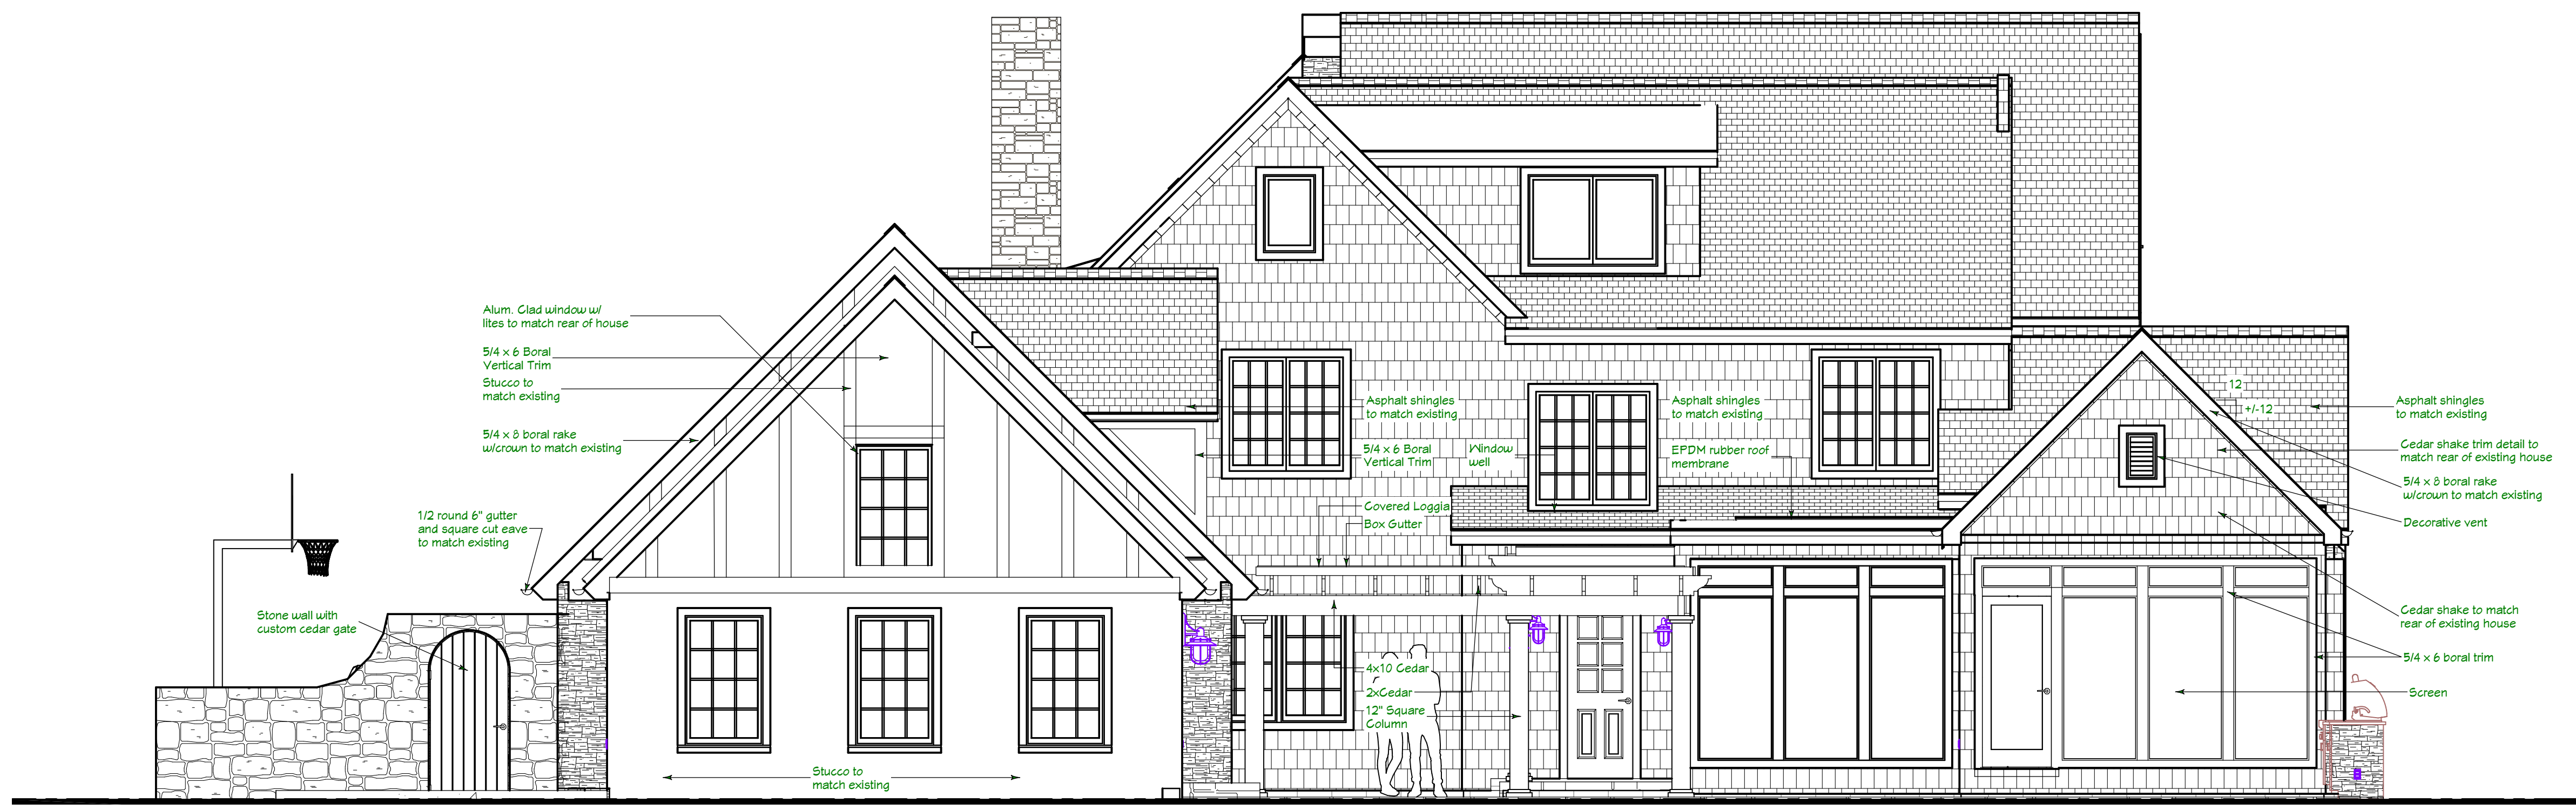 Alum. Clad window w/
lites to match rear of house
5/4 x 6 Boral
Vertical Trim
Stucco to
match existing
5/4 x 8 boral rake
w/crown to match existing
1/2 round 6" gutter
and square cut eave
to match existing
Stone wall with
custom cedar gate
Stucco to
match existing
Asphalt shingles
to match existing
5/4 x 6 Boral
Vertical Trim
Window
well
Covered Loggia
Box Gutter
4x10 Cedar
2xCedar
12" Square
Column
Asphalt shingles
to match existing
EPDM rubber roof
membrane
12
+/-12
Asphalt shingles
to match existing
Cedar shake trim detail to
match rear of existing house
5/4 x 8 boral rake
w/crown to match existing
Decorative vent
Cedar shake to match
rear of existing house
5/4 x 6 boral trim
Screen